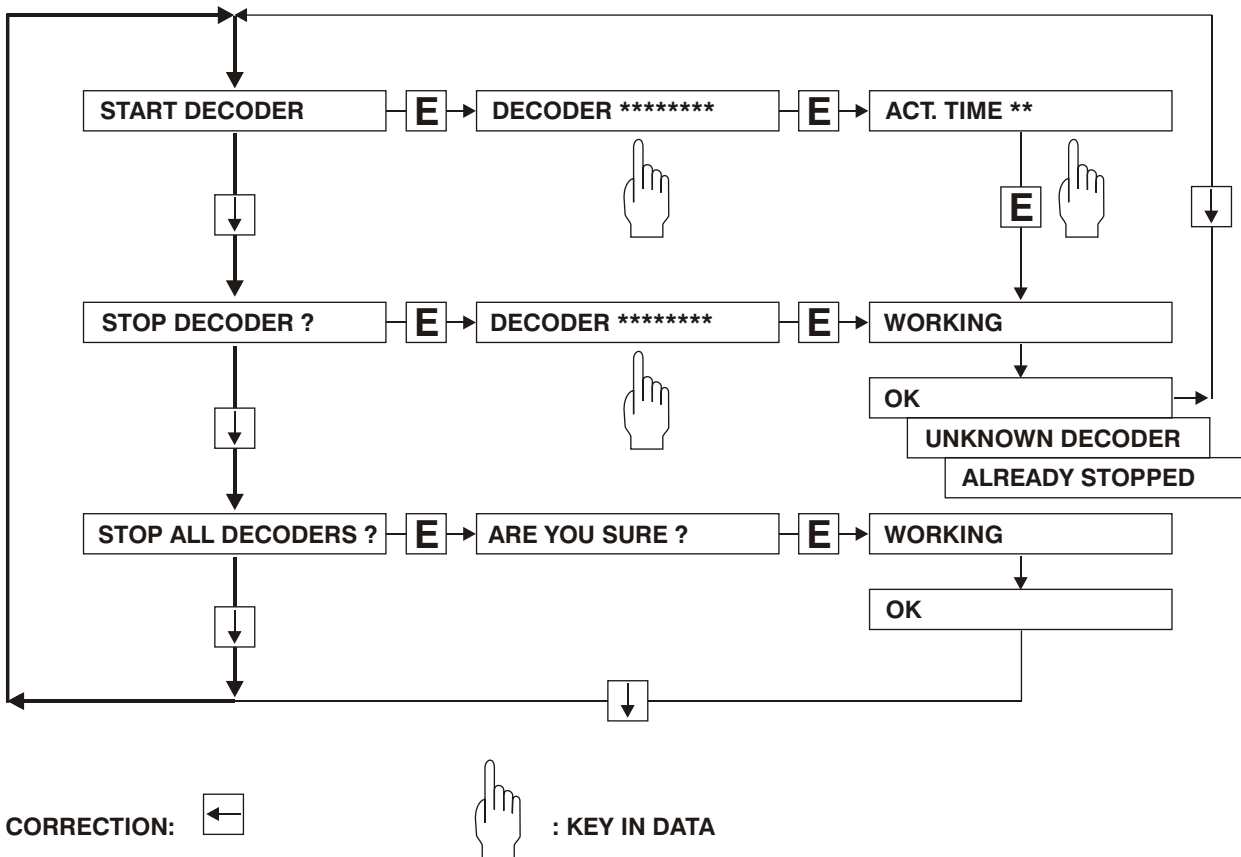 START DECODER E DECODER ******** E ACT. TIME **
E
STOP DECODER ? E DECODER ******** E WORKING
OK
UNKNOWN DECODER
ALREADY STOPPED
STOP ALL DECODERS ? E ARE YOU SURE ? E WORKING
OK
CORRECTION: : KEY IN DATA